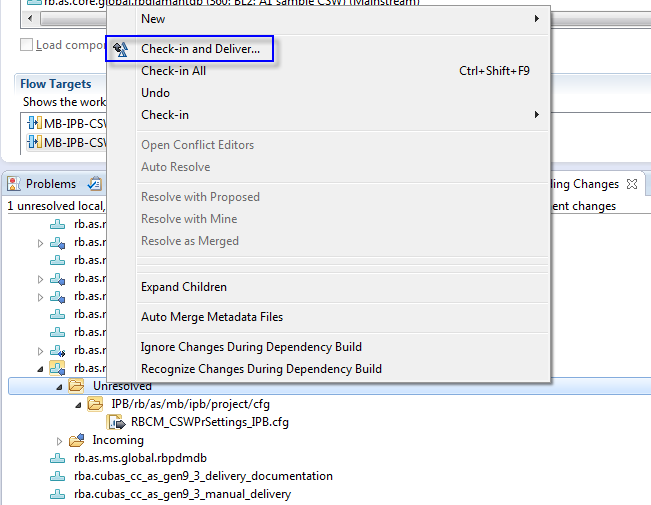 rb.as.core.global.rbdiamantdb (360: BL2: A1 sample CSW) (Mainstream)
New
Load compo
Check-in and Deliver...
Check-in All Ctrl+Shift+F9
Flow Targets
Undo
Shows the work
Check-in
MB-IPB-CSW
MB-IPB-CSW
Open Conflict Editors
Auto Resolve
Problems
ling Changes
Resolve with Proposed
1 unresolved local,
ent changes
Resolve with Mine
rb.as.r
Resolve as Merged
rb.as.r
rb.as.r
rb.as.r
Expand Children
rb.as.r
rb.as.r
Auto Merge Metadata Files
rb.as.r
rb.as.r
Ignore Changes During Dependency Build
rb.as.r
Recognize Changes During Dependency Build
Unresolved
IPB/rb/as/mb/ipb/project/cfg
RBCM_CSWPrSettings_IPB.cfg
Incoming
rb.as.ms.global.rbpdmdb
rba.cubas_cc_as_gen9_3_delivery_documentation
rba.cubas_cc_as_gen9_3_manual_delivery